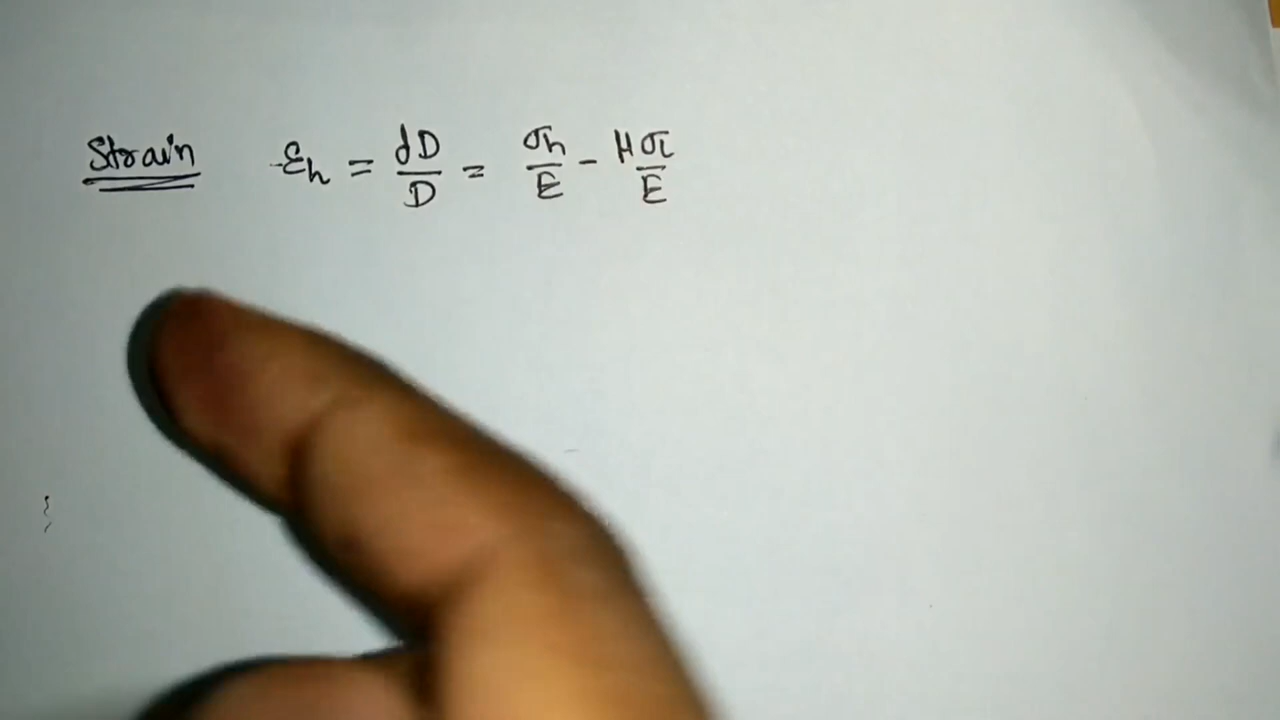 Strain εh = dD/D = σh/E - μσL/E